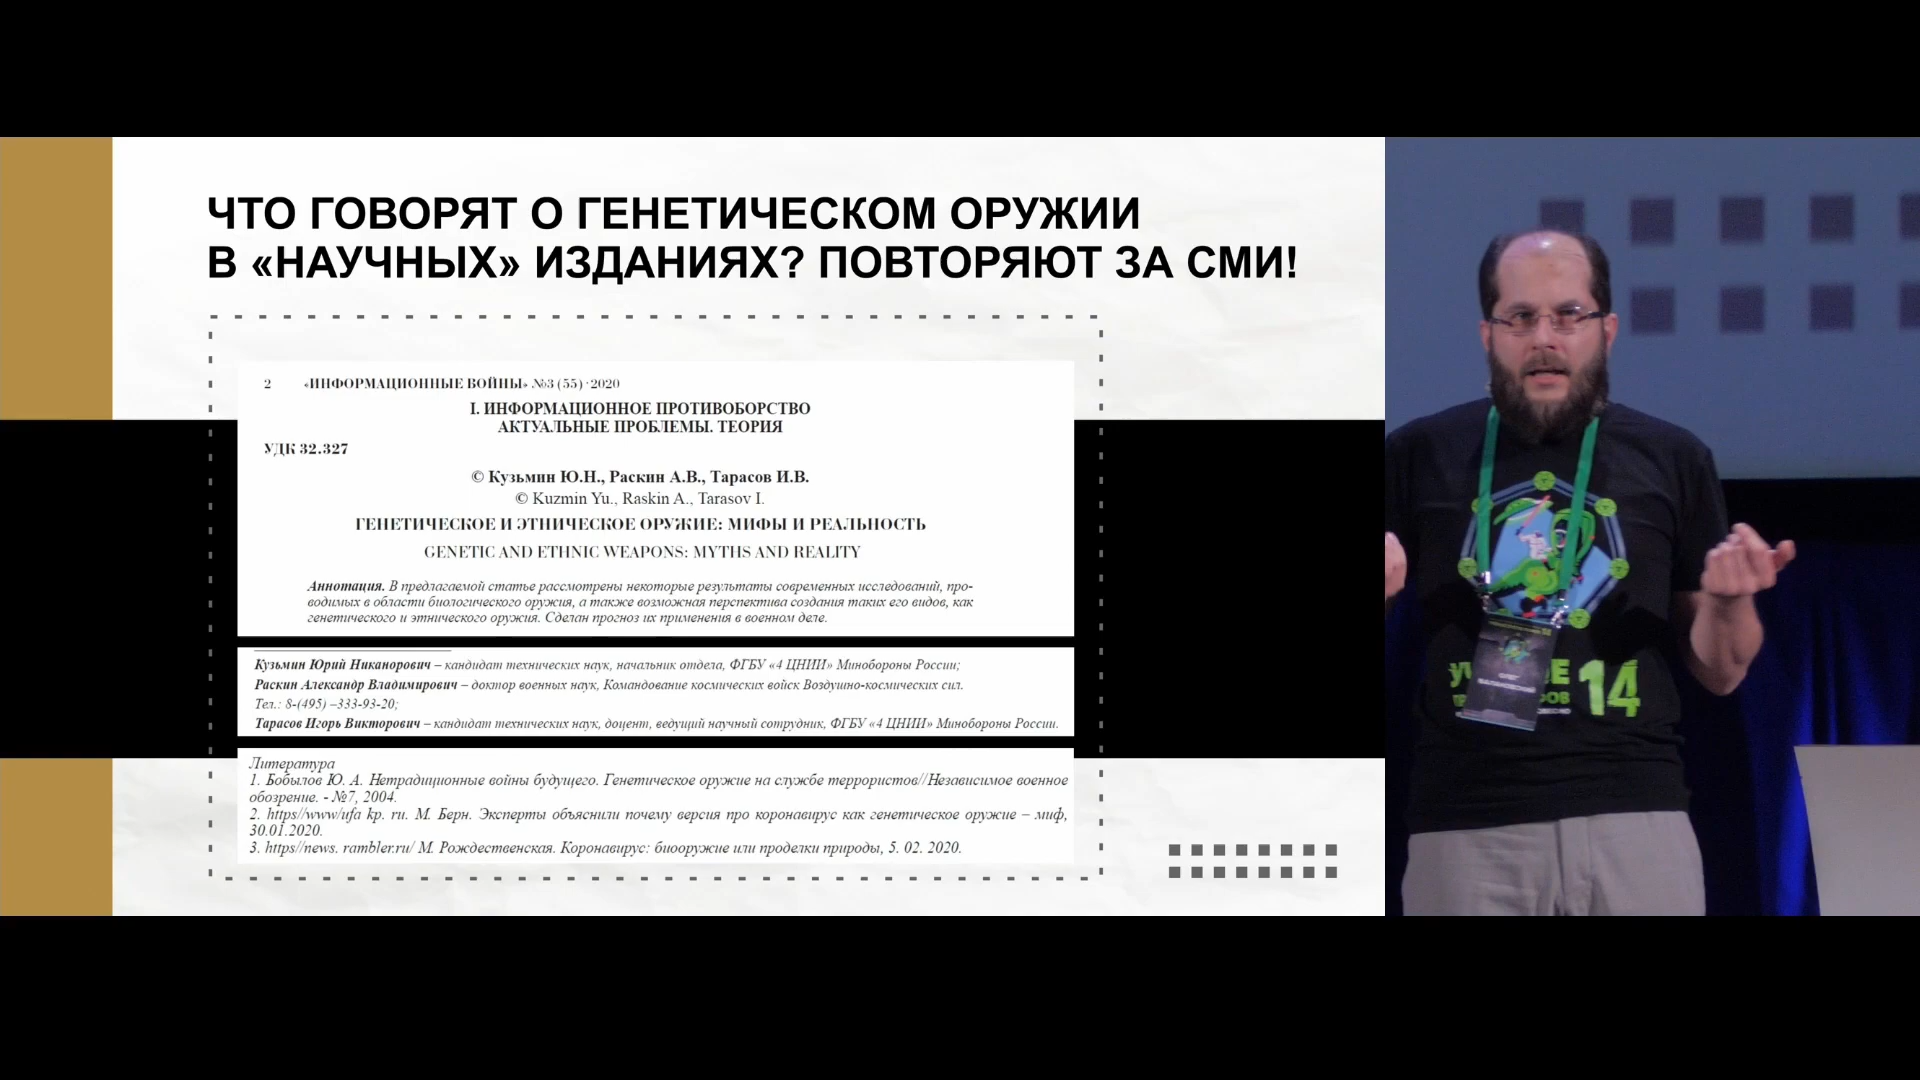 ЧТО ГОВОРЯТ О ГЕНЕТИЧЕСКОМ ОРУЖИИ
В «НАУЧНЫХ» ИЗДАНИЯХ? ПОВТОРЯЮТ ЗА СМИ!
2 «ИНФОРМАЦИОННЫЕ ВОЙНЫ» №3 (55) · 2020
I. ИНФОРМАЦИОННОЕ ПРОТИВОБОРСТВО
АКТУАЛЬНЫЕ ПРОБЛЕМЫ. ТЕОРИЯ
УДК 32.327
© Кузьмин Ю.Н., Раскин А.В., Тарасов И.В.
© Kuzmin Yu., Raskin A., Tarasov I.
ГЕНЕТИЧЕСКОЕ И ЭТНИЧЕСКОЕ ОРУЖИЕ: МИФЫ И РЕАЛЬНОСТЬ
GENETIC AND ETHNIC WEAPONS: MYTHS AND REALITY
Аннотация. В предлагаемой статье рассмотрены некоторые результаты современных исследований, про-
водимых в области биологического оружия, а также возможная перспектива создания таких его видов, как
генетического и этнического оружия. Сделан прогноз их применения в военном деле.
Кузьмин Юрий Никанорович – кандидат технических наук, начальник отдела, ФГБУ «4 ЦНИИ» Минобороны России;
Раскин Александр Владимирович – доктор военных наук, Командование космических войск Воздушно-космических сил.
Тел.: 8-(495) –333-93-20;
Тарасов Игорь Викторович – кандидат технических наук, доцент, ведущий научный сотрудник, ФГБУ «4 ЦНИИ» Минобороны России.
Литература
1. Бобылов Ю. А. Нетрадиционные войны будущего. Генетическое оружие на службе террористов//Независимое военное
обозрение. - №7, 2004.
2. https//www/ufa kp. ru. М. Берн. Эксперты объяснили почему версия про коронавирус как генетическое оружие – миф,
30.01.2020.
3. https//news. rambler.ru/ М. Рождественская. Коронавирус: биооружие или проделки природы, 5. 02. 2020.
14